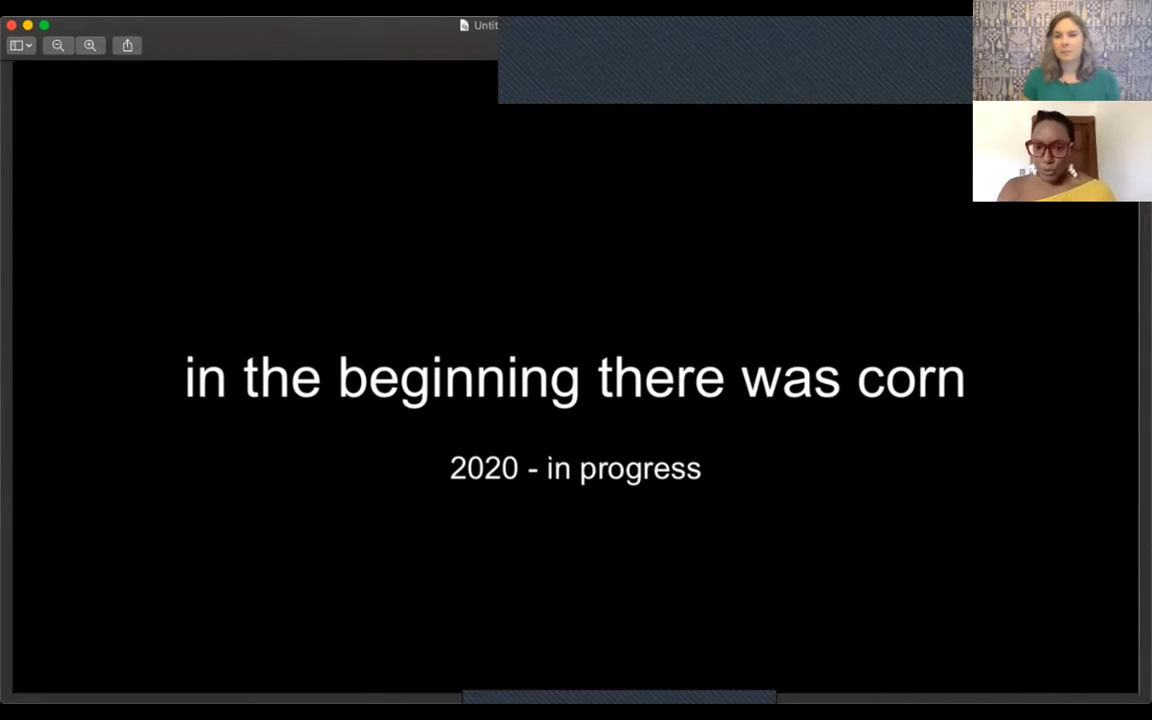 Untit
in the beginning there was corn
2020 - in progress